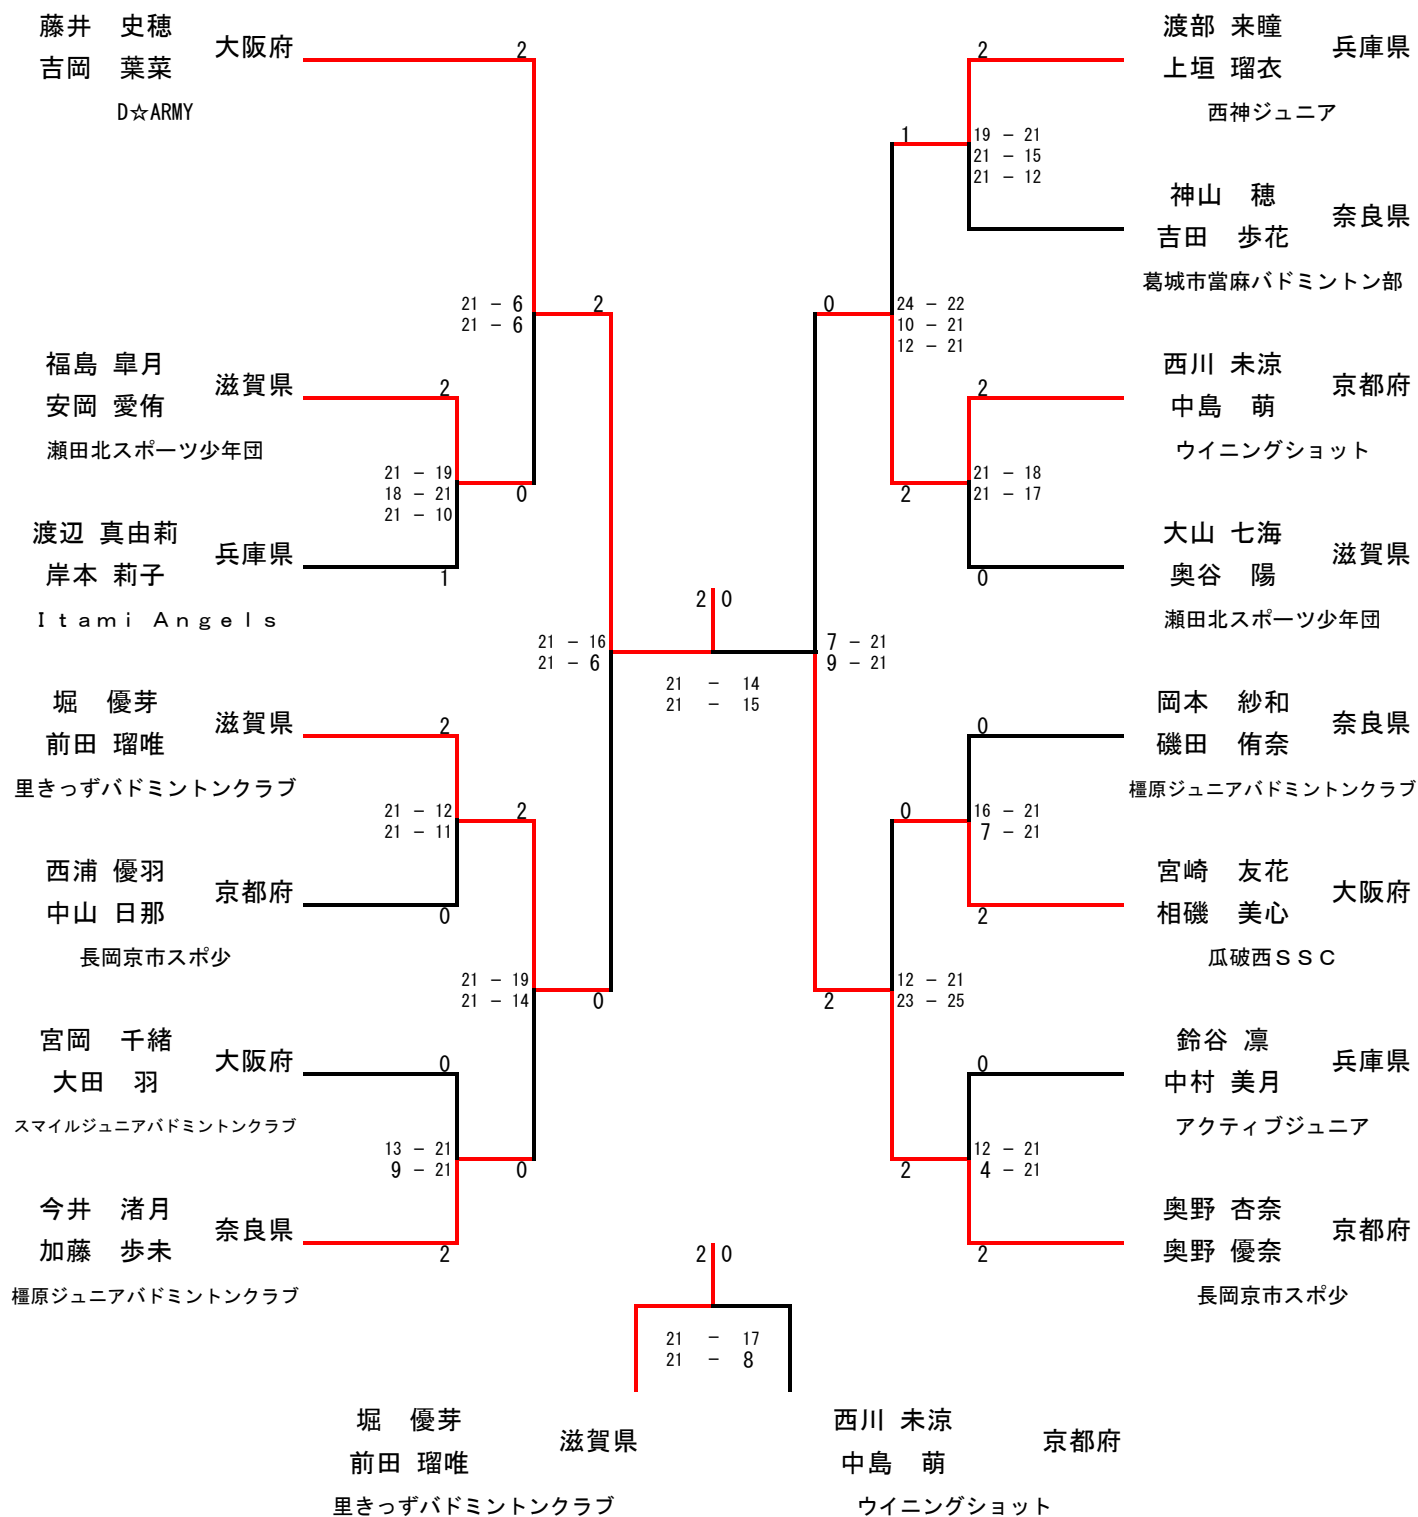 藤井　史穂
吉岡　葉菜
大阪府
D☆ARMY
2
21 － 6
21 － 6
2
福島 皐月
安岡 愛侑
滋賀県
瀬田北スポーツ少年団
2
21 － 19
18 － 21
21 － 10
0
渡辺 真由莉
岸本 莉子
兵庫県
Ｉｔａｍｉ Ａｎｇｅｌｓ
1
21 － 16
21 － 6
堀　優芽
前田 瑠唯
滋賀県
里きっずバドミントンクラブ
2
21 － 12
21 － 11
2
西浦 優羽
中山 日那
京都府
長岡京市スポ少
0
21 － 19
21 － 14
0
宮岡　千緒
大田　羽
大阪府
スマイルジュニアバドミントンクラブ
0
13 － 21
9 － 21
0
今井　渚月
加藤　歩未
奈良県
橿原ジュニアバドミントンクラブ
2
2 0
21 － 14
21 － 15
渡部 来瞳
上垣 瑠衣
兵庫県
西神ジュニア
2
1
19 － 21
21 － 15
21 － 12
神山　穂
吉田　歩花
奈良県
葛城市當麻バドミントン部
0
24 － 22
10 － 21
12 － 21
西川 未涼
中島　萌
京都府
ウイニングショット
2
2
21 － 18
21 － 17
大山 七海
奥谷　陽
滋賀県
瀬田北スポーツ少年団
0
7 － 21
9 － 21
岡本　紗和
磯田　侑奈
奈良県
橿原ジュニアバドミントンクラブ
0
0
16 － 21
7 － 21
宮崎　友花
相磯　美心
大阪府
瓜破西ＳＳＣ
2
2
12 － 21
23 － 25
鈴谷 凛
中村 美月
兵庫県
アクティブジュニア
0
2
12 － 21
4 － 21
奥野 杏奈
奥野 優奈
京都府
長岡京市スポ少
2
2 0
21 － 17
21 － 8
堀　優芽
前田 瑠唯
滋賀県
里きっずバドミントンクラブ
西川 未涼
中島　萌
京都府
ウイニングショット